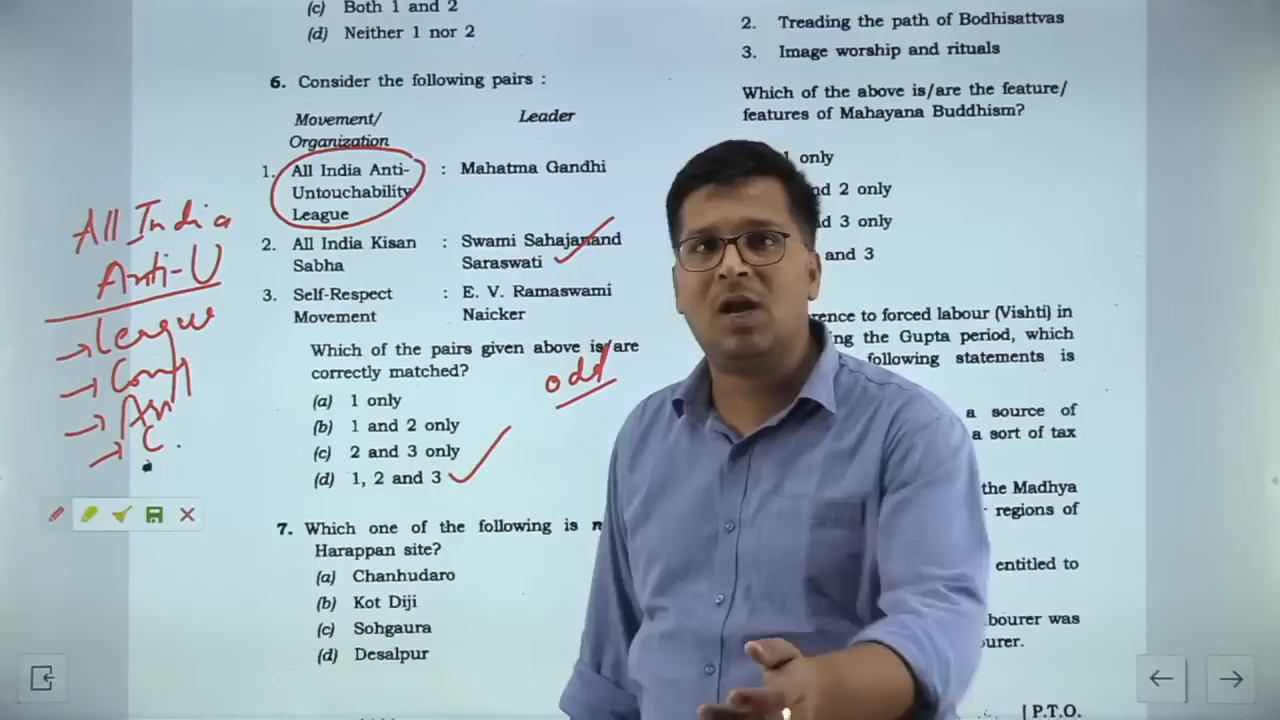 (c) Both 1 and 2
(d) Neither 1 nor 2
6. Consider the following pairs :
Movement/ Leader
Organization
1. All India Anti- : Mahatma Gandhi
Untouchability
League
2. All India Kisan : Swami Sahajanand
Sabha Saraswati
3. Self-Respect : E. V. Ramaswami
Movement Naicker
Which of the pairs given above is/are
correctly matched?
(a) 1 only
(b) 1 and 2 only
(c) 2 and 3 only
(d) 1, 2 and 3
7. Which one of the following is
Harappan site?
(a) Chanhudaro
(b) Kot Diji
(c) Sohgaura
(d) Desalpur
All India
Anti-U
League
C.
odd
2. Treading the path of Bodhisattvas
3. Image worship and rituals
Which of the above is/are the feature/
features of Mahayana Buddhism?
only
2 only
3 only
and 3
to forced labour (Vishti) in
the Gupta period, which
following statements is
a source of
a sort of tax
the Madhya
regions of
entitled to
was
[P.T.O.